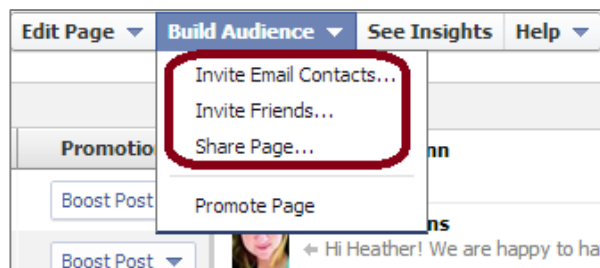 Edit Page Build Audience See Insights Help
Invite Email Contacts...
Invite Friends...
Share Page...
Promote Page
Boost Post
Hi Heather! We are happy to
Boost Post